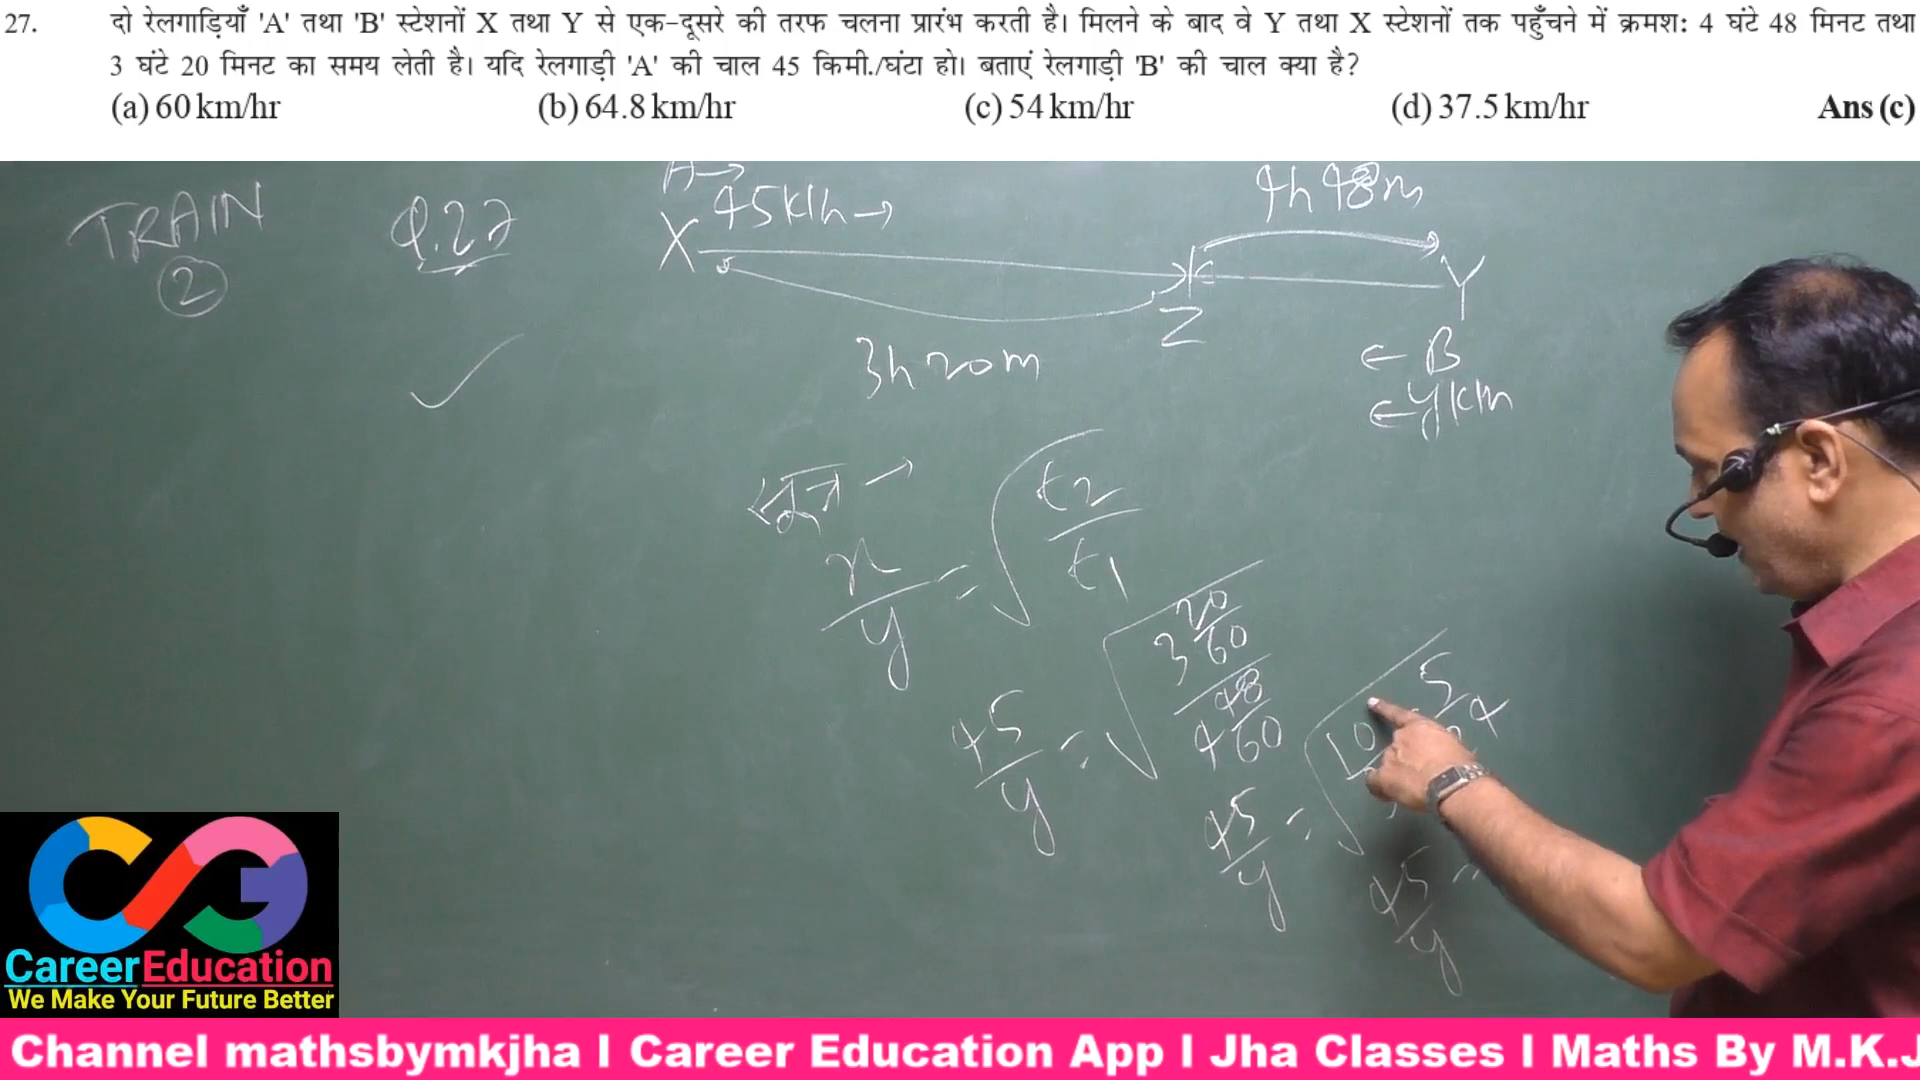 27. दो रेलगाड़ियाँ 'A' तथा 'B' स्टेशनों X तथा Y से एक-दूसरे की तरफ चलना प्रारंभ करती है। मिलने के बाद वे Y तथा X स्टेशनों तक पहुँचने में क्रमश: 4 घंटे 48 मिनट तथा
3 घंटे 20 मिनट का समय लेती है। यदि रेलगाड़ी 'A' की चाल 45 किमी./घंटा हो। बताएं रेलगाड़ी 'B' की चाल क्या है?
(a) 60 km/hr (b) 64.8 km/hr (c) 54 km/hr (d) 37.5 km/hr Ans (c)
TRAIN
2
Q.27
A→
45k/h→
4h 48m
X
Y
Z
3h 20m
← B
← yk/h
सूत्र →
x/y = √(t2/t1)
45/y = √(3 20/60 / 4 48/60)
45/y = √
45/y =
Career Education
We Make Your Future Better
Channel mathsbymkjha l Career Education App l Jha Classes l Maths By M.K.J